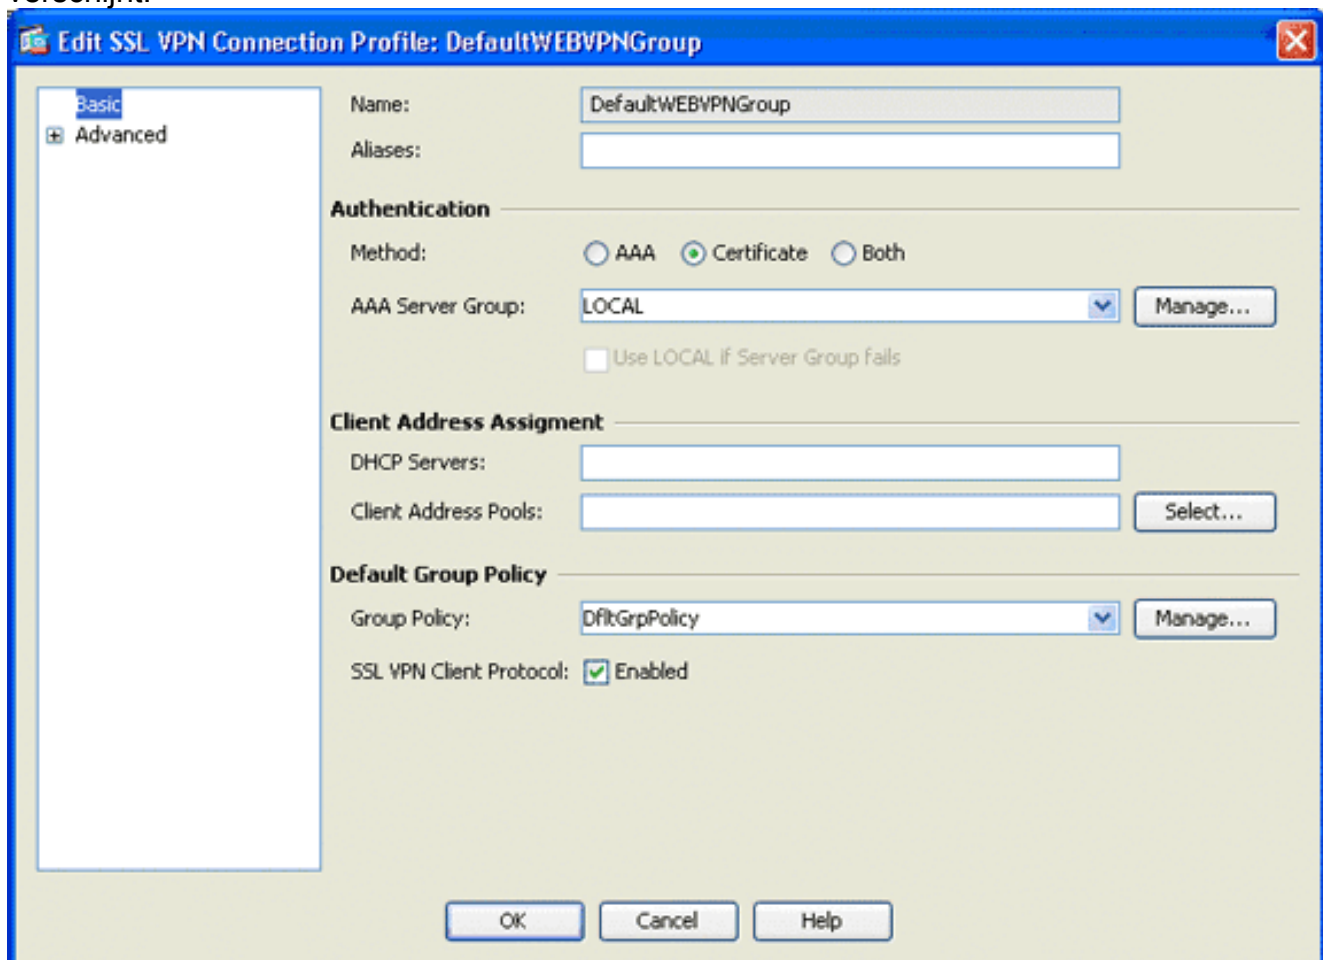 verschijnt.
Edit SSL VPN Connection Profile: DefaultWEBVPNGroup
Basic
Advanced
Name: DefaultWEBVPNGroup
Aliases:
Authentication
Method: AAA Certificate Both
AAA Server Group: LOCAL Manage...
Use LOCAL if Server Group fails
Client Address Assigment
DHCP Servers:
Client Address Pools: Select...
Default Group Policy
Group Policy: DfltGrpPolicy Manage...
SSL VPN Client Protocol: Enabled
OK Cancel Help